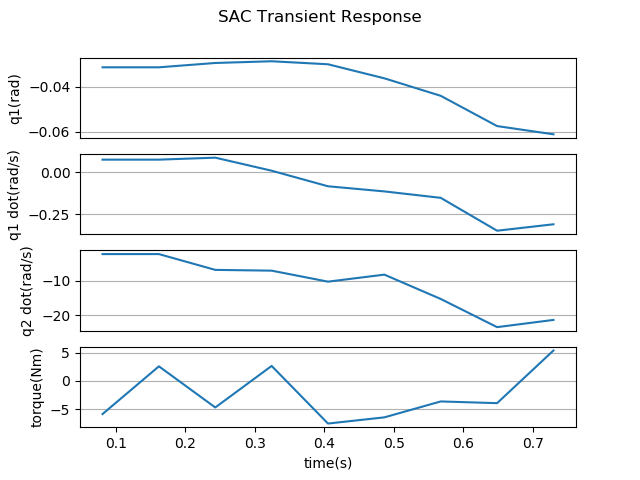 SAC Transient Response
q1(rad)
−0.04
−0.06
q1 dot(rad/s)
0.00
−0.25
q2 dot(rad/s)
−10
−20
torque(Nm)
5
0
−5
0.1 0.2 0.3 0.4 0.5 0.6 0.7
time(s)